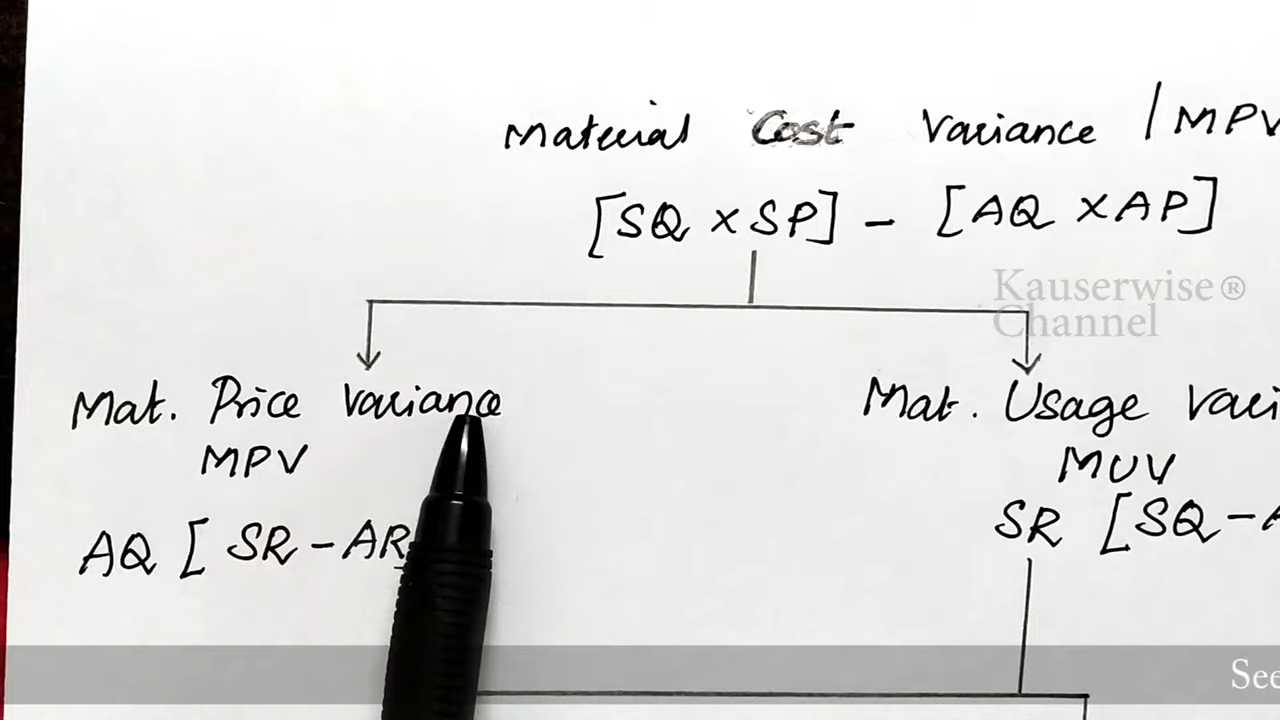 Material Cost Variance / MPV
[SQ × SP] - [AQ × AP]
Kauserwise®
Channel
Mat. Price Variance
Mat. Usage Vari
MPV
MUV
AQ [ SR - AR
SR [SQ - A
See